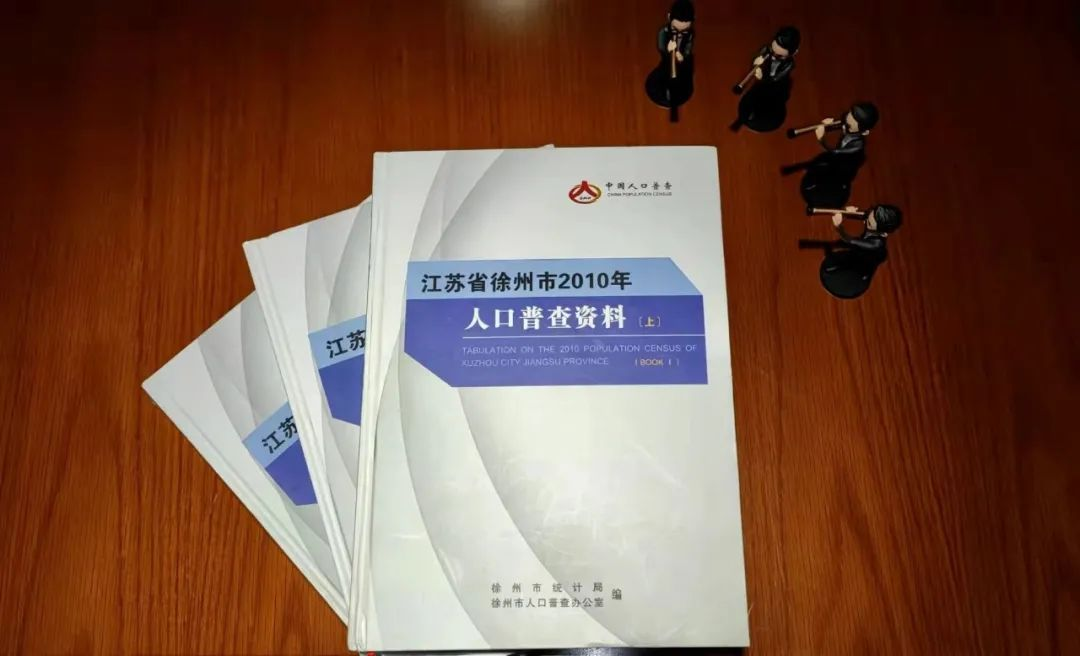 中国人口普查
CHINA POPULATION CENSUS
江苏省徐州市2010年
人口普查资料［上］
TABULATION ON THE 2010 POPULATION CENSUS OF
XUZHOU CITY JIANGSU PROVINCE [BOOK I]
徐州市统计局
徐州市人口普查办公室 编
江苏
江苏